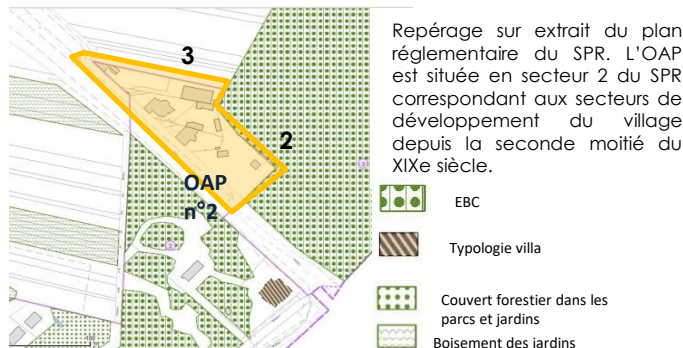 3
2
OAP
n°2
2
3
Repérage sur extrait du plan
réglementaire du SPR. L'OAP
est située en secteur 2 du SPR
correspondant aux secteurs de
développement du village
depuis la seconde moitié du
XIXe siècle.
EBC
Typologie villa
Couvert forestier dans les
parcs et jardins
Boisement des jardins